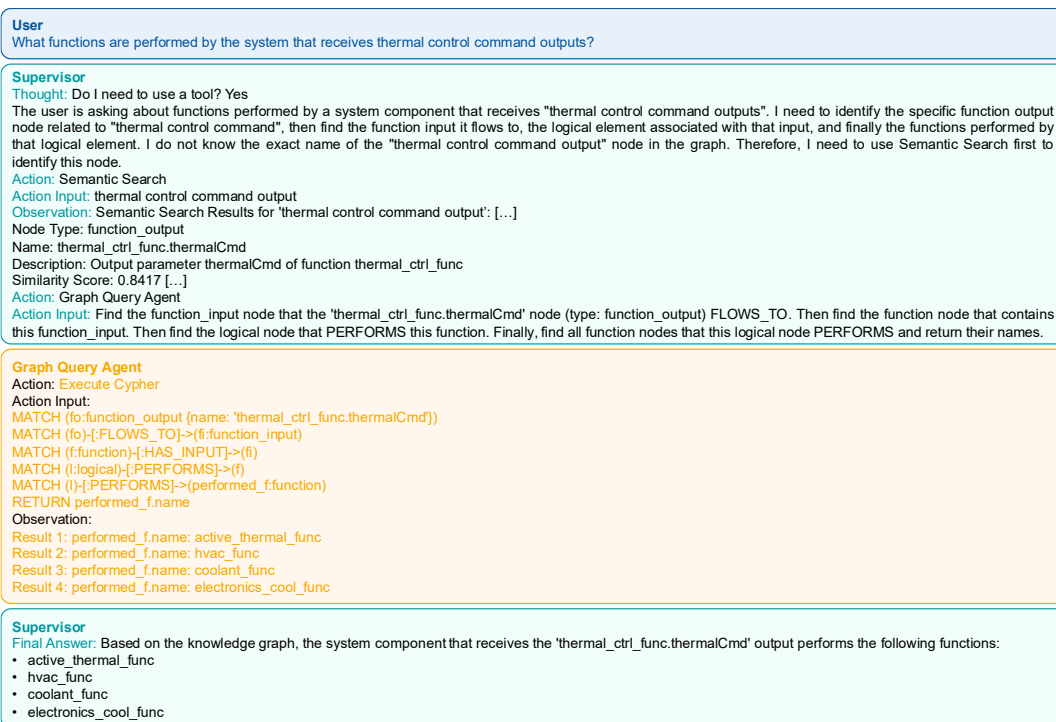 User
What functions are performed by the system that receives thermal control command outputs?
Supervisor
Thought: Do I need to use a tool? Yes
The user is asking about functions performed by a system component that receives "thermal control command outputs". I need to identify the specific function output
node related to "thermal control command", then find the function input it flows to, the logical element associated with that input, and finally the functions performed by
that logical element. I do not know the exact name of the "thermal control command output" node in the graph. Therefore, I need to use Semantic Search first to
identify this node.
Action: Semantic Search
Action Input: thermal control command output
Observation: Semantic Search Results for 'thermal control command output': […]
Node Type: function_output
Name: thermal_ctrl_func.thermalCmd
Description: Output parameter thermalCmd of function thermal_ctrl_func
Similarity Score: 0.8417 […]
Action: Graph Query Agent
Action Input: Find the function_input node that the 'thermal_ctrl_func.thermalCmd' node (type: function_output) FLOWS_TO. Then find the function node that contains
this function_input. Then find the logical node that PERFORMS this function. Finally, find all function nodes that this logical node PERFORMS and return their names.
Graph Query Agent
Action: Execute Cypher
Action Input:
MATCH (fo:function_output {name: 'thermal_ctrl_func.thermalCmd'})
MATCH (fo)-[:FLOWS_TO]->(fi:function_input)
MATCH (f:function)-[:HAS_INPUT]->(fi)
MATCH (l:logical)-[:PERFORMS]->(f)
MATCH (l)-[:PERFORMS]->(performed_f:function)
RETURN performed_f.name
Observation:
Result 1: performed_f.name: active_thermal_func
Result 2: performed_f.name: hvac_func
Result 3: performed_f.name: coolant_func
Result 4: performed_f.name: electronics_cool_func
Supervisor
Final Answer: Based on the knowledge graph, the system component that receives the 'thermal_ctrl_func.thermalCmd' output performs the following functions:
• active_thermal_func
• hvac_func
• coolant_func
• electronics_cool_func